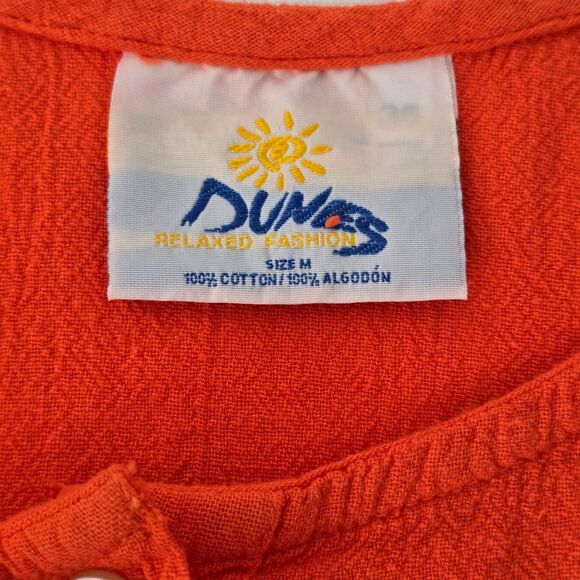 DUNES
RELAXED FASHION
SIZE M
100% COTTON/100% ALGODÓN